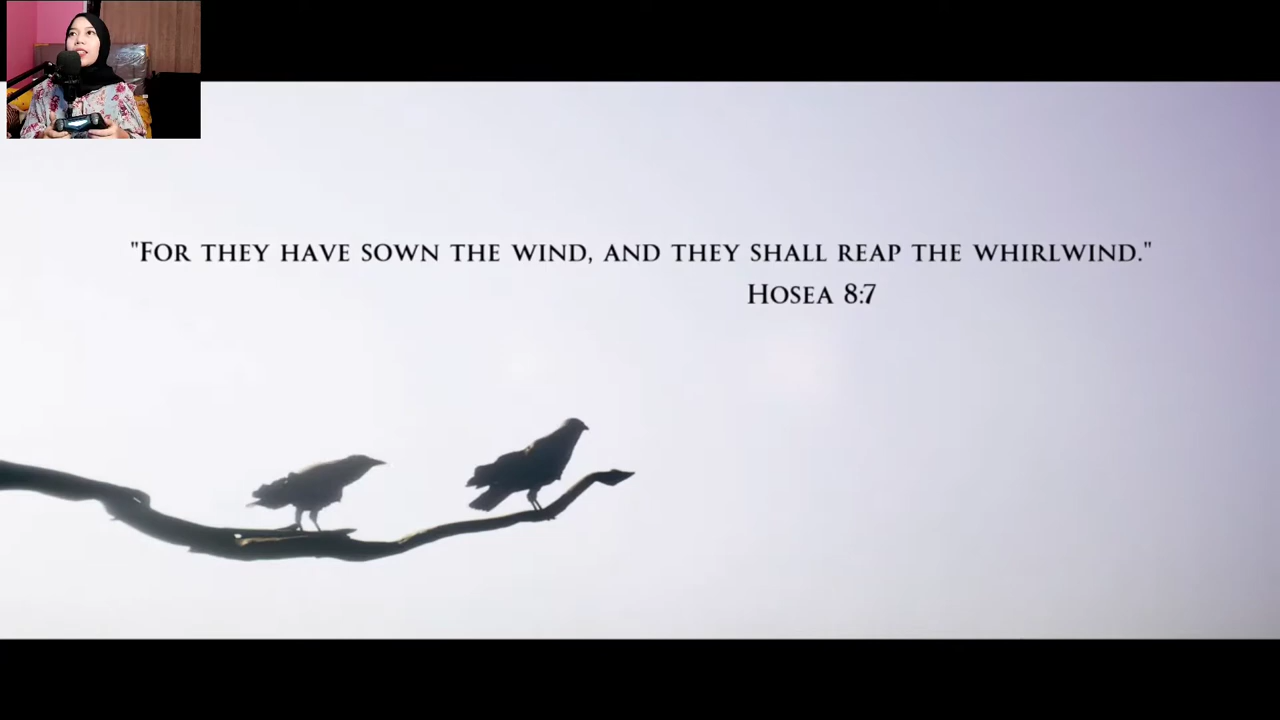 "For they have sown the wind, and they shall reap the whirlwind."
Hosea 8:7